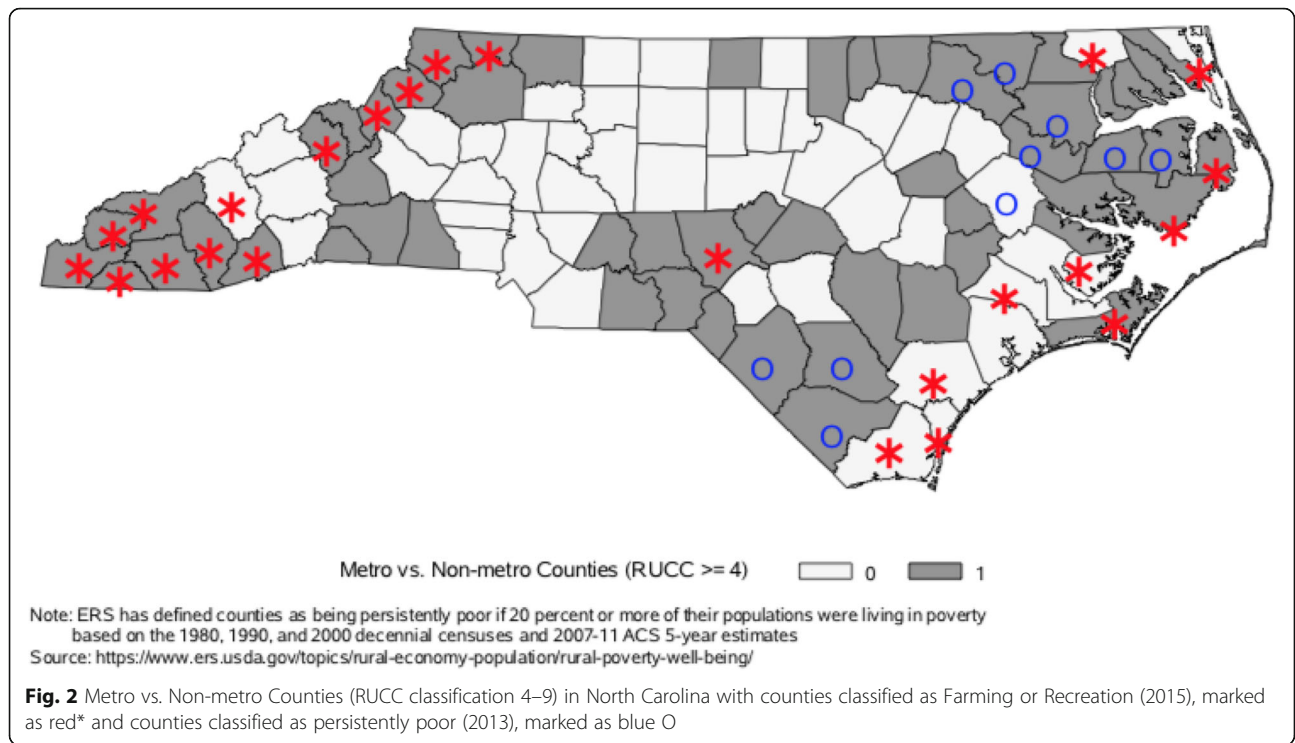 Metro vs. Non-metro Counties (RUCC >= 4) 0 1
Note: ERS has defined counties as being persistently poor if 20 percent or more of their populations were living in poverty
based on the 1980, 1990, and 2000 decennial censuses and 2007-11 ACS 5-year estimates
Source: https://www.ers.usda.gov/topics/rural-economy-population/rural-poverty-well-being/
Fig. 2 Metro vs. Non-metro Counties (RUCC classification 4–9) in North Carolina with counties classified as Farming or Recreation (2015), marked
as red* and counties classified as persistently poor (2013), marked as blue O